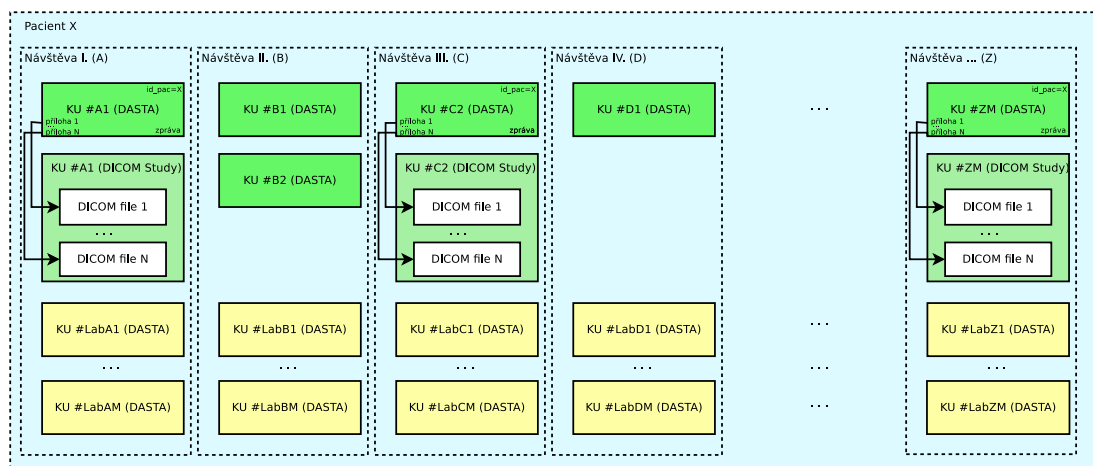 Pacient X
Návštěva I. (A)
id_pac=X
KU #A1 (DASTA)
příloha 1
...
příloha N
zpráva
KU #A1 (DICOM Study)
DICOM file 1
...
DICOM file N
KU #LabA1 (DASTA)
...
KU #LabAM (DASTA)
Návštěva II. (B)
KU #B1 (DASTA)
KU #B2 (DASTA)
KU #LabB1 (DASTA)
...
KU #LabBM (DASTA)
Návštěva III. (C)
id_pac=X
KU #C2 (DASTA)
příloha 1
...
příloha N
zpráva
KU #C2 (DICOM Study)
DICOM file 1
...
DICOM file N
KU #LabC1 (DASTA)
...
KU #LabCM (DASTA)
Návštěva IV. (D)
KU #D1 (DASTA)
KU #LabD1 (DASTA)
...
KU #LabDM (DASTA)
...
...
...
...
Návštěva ... (Z)
id_pac=X
KU #ZM (DASTA)
příloha 1
...
příloha N
zpráva
KU #ZM (DICOM Study)
DICOM file 1
...
DICOM file N
KU #LabZ1 (DASTA)
...
KU #LabZM (DASTA)